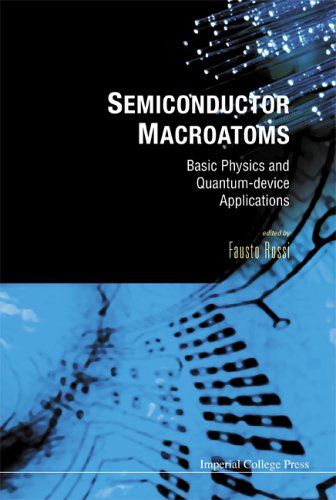 SEMICONDUCTOR
MACROATOMS
Basic Physics and
Quantum-device
Applications
edited by
Fausto Rossi
Imperial College Press